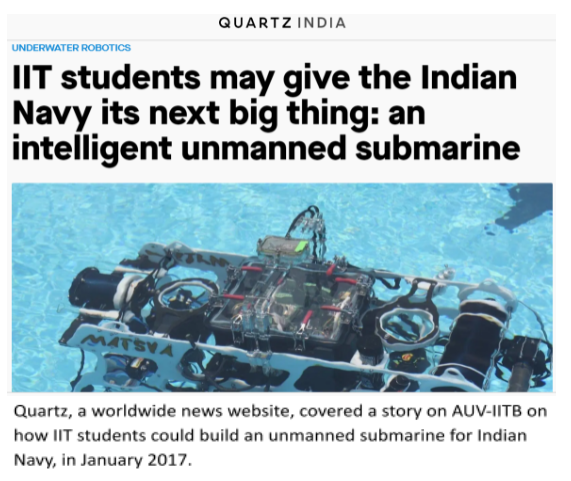 QUARTZ INDIA
UNDERWATER ROBOTICS
IIT students may give the Indian
Navy its next big thing: an
intelligent unmanned submarine
MATSYA
Quartz, a worldwide news website, covered a story on AUV-IITB on
how IIT students could build an unmanned submarine for Indian
Navy, in January 2017.